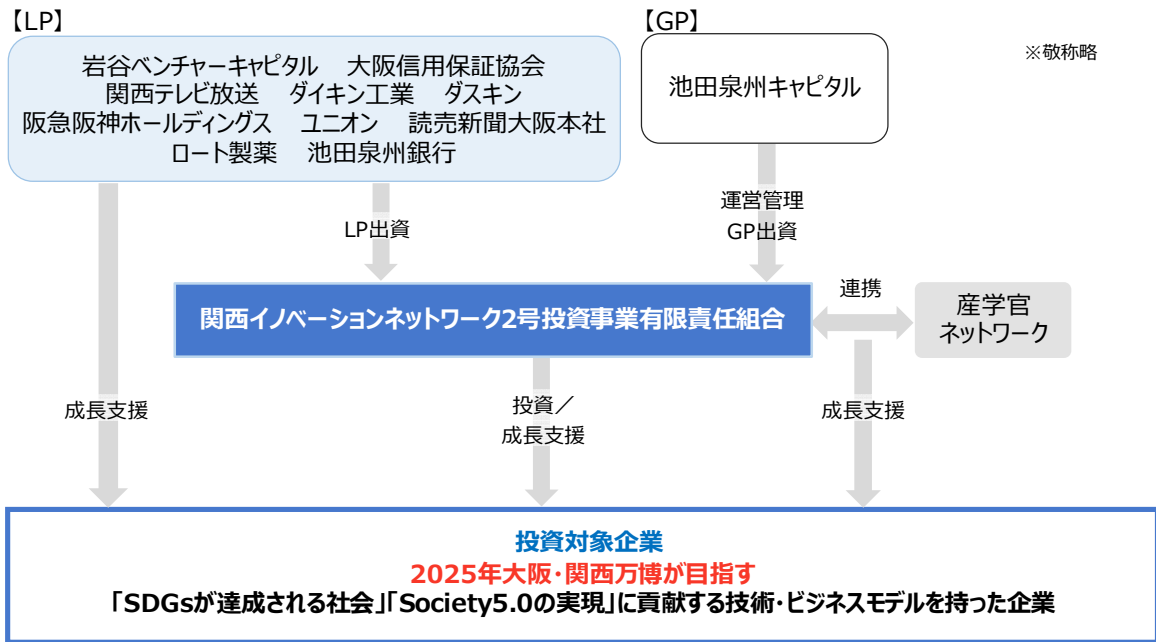 【LP】
岩谷ベンチャーキャピタル 大阪信用保証協会
関西テレビ放送 ダイキン工業 ダスキン
阪急阪神ホールディングス ユニオン 読売新聞大阪本社
ロート製薬 池田泉州銀行
【GP】
池田泉州キャピタル
※敬称略
LP出資
運営管理
GP出資
関西イノベーションネットワーク2号投資事業有限責任組合
連携
産学官
ネットワーク
成長支援
投資／
成長支援
成長支援
投資対象企業
2025年大阪・関西万博が目指す
「SDGsが達成される社会」「Society5.0の実現」に貢献する技術・ビジネスモデルを持った企業